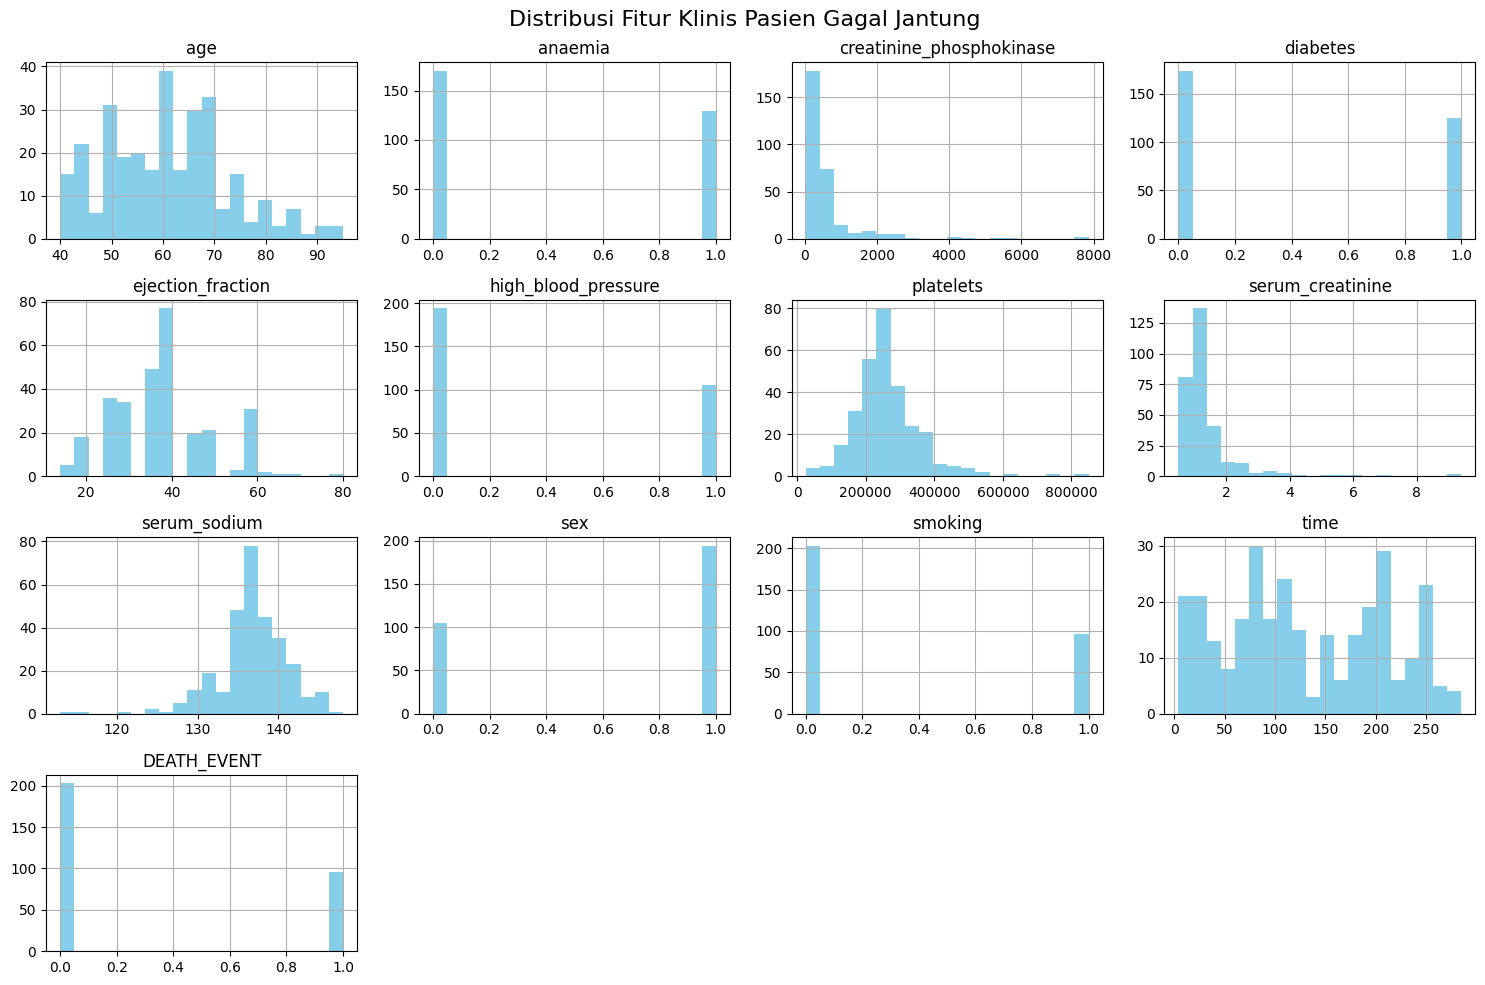 Distribusi Fitur Klinis Pasien Gagal Jantung
age
anaemia
creatinine_phosphokinase
diabetes
40
30
20
10
0
40 50 60 70 80 90
150
100
50
0
0.0 0.2 0.4 0.6 0.8 1.0
150
100
50
0
0 2000 4000 6000 8000
150
100
50
0
0.0 0.2 0.4 0.6 0.8 1.0
ejection_fraction
high_blood_pressure
platelets
serum_creatinine
80
60
40
20
0
20 40 60 80
200
150
100
50
0
0.0 0.2 0.4 0.6 0.8 1.0
80
60
40
20
0
0 200000 400000 600000 800000
125
100
75
50
25
0
2 4 6 8
serum_sodium
sex
smoking
time
80
60
40
20
0
120 130 140
200
150
100
50
0
0.0 0.2 0.4 0.6 0.8 1.0
200
150
100
50
0
0.0 0.2 0.4 0.6 0.8 1.0
30
20
10
0
0 50 100 150 200 250
DEATH_EVENT
200
150
100
50
0
0.0 0.2 0.4 0.6 0.8 1.0